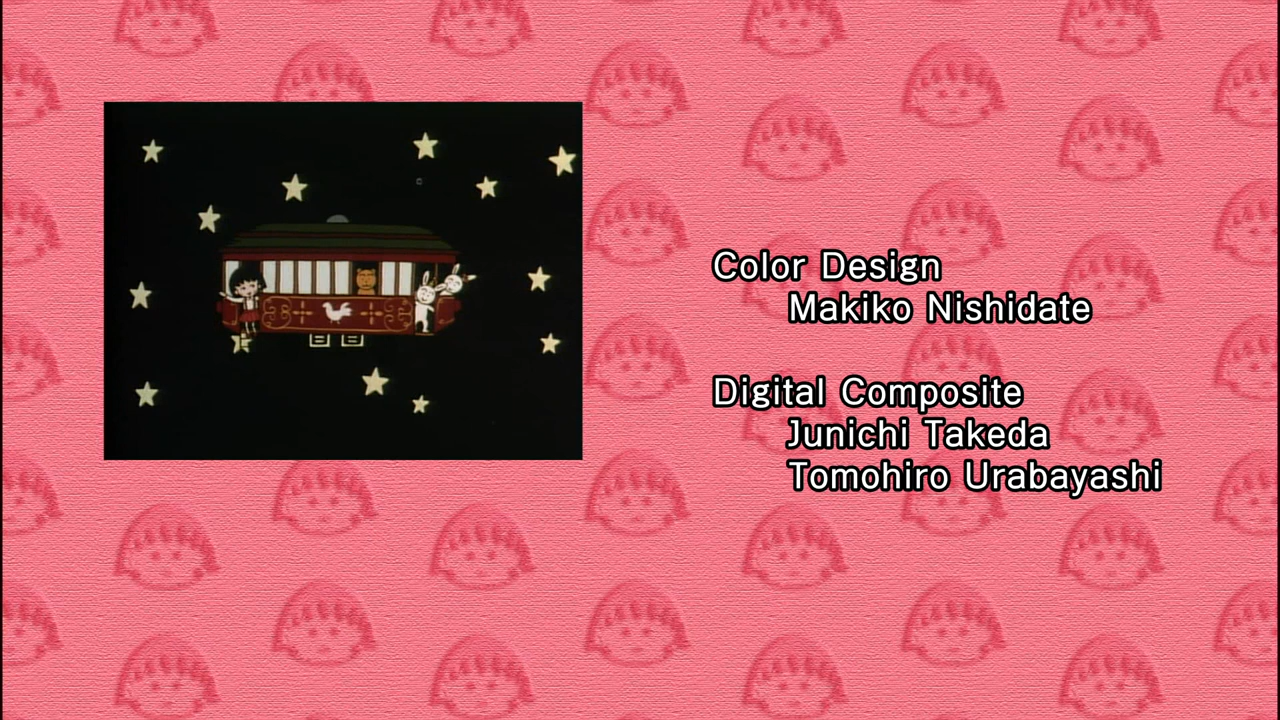 Color Design
Makiko Nishidate
Digital Composite
Junichi Takeda
Tomohiro Urabayashi